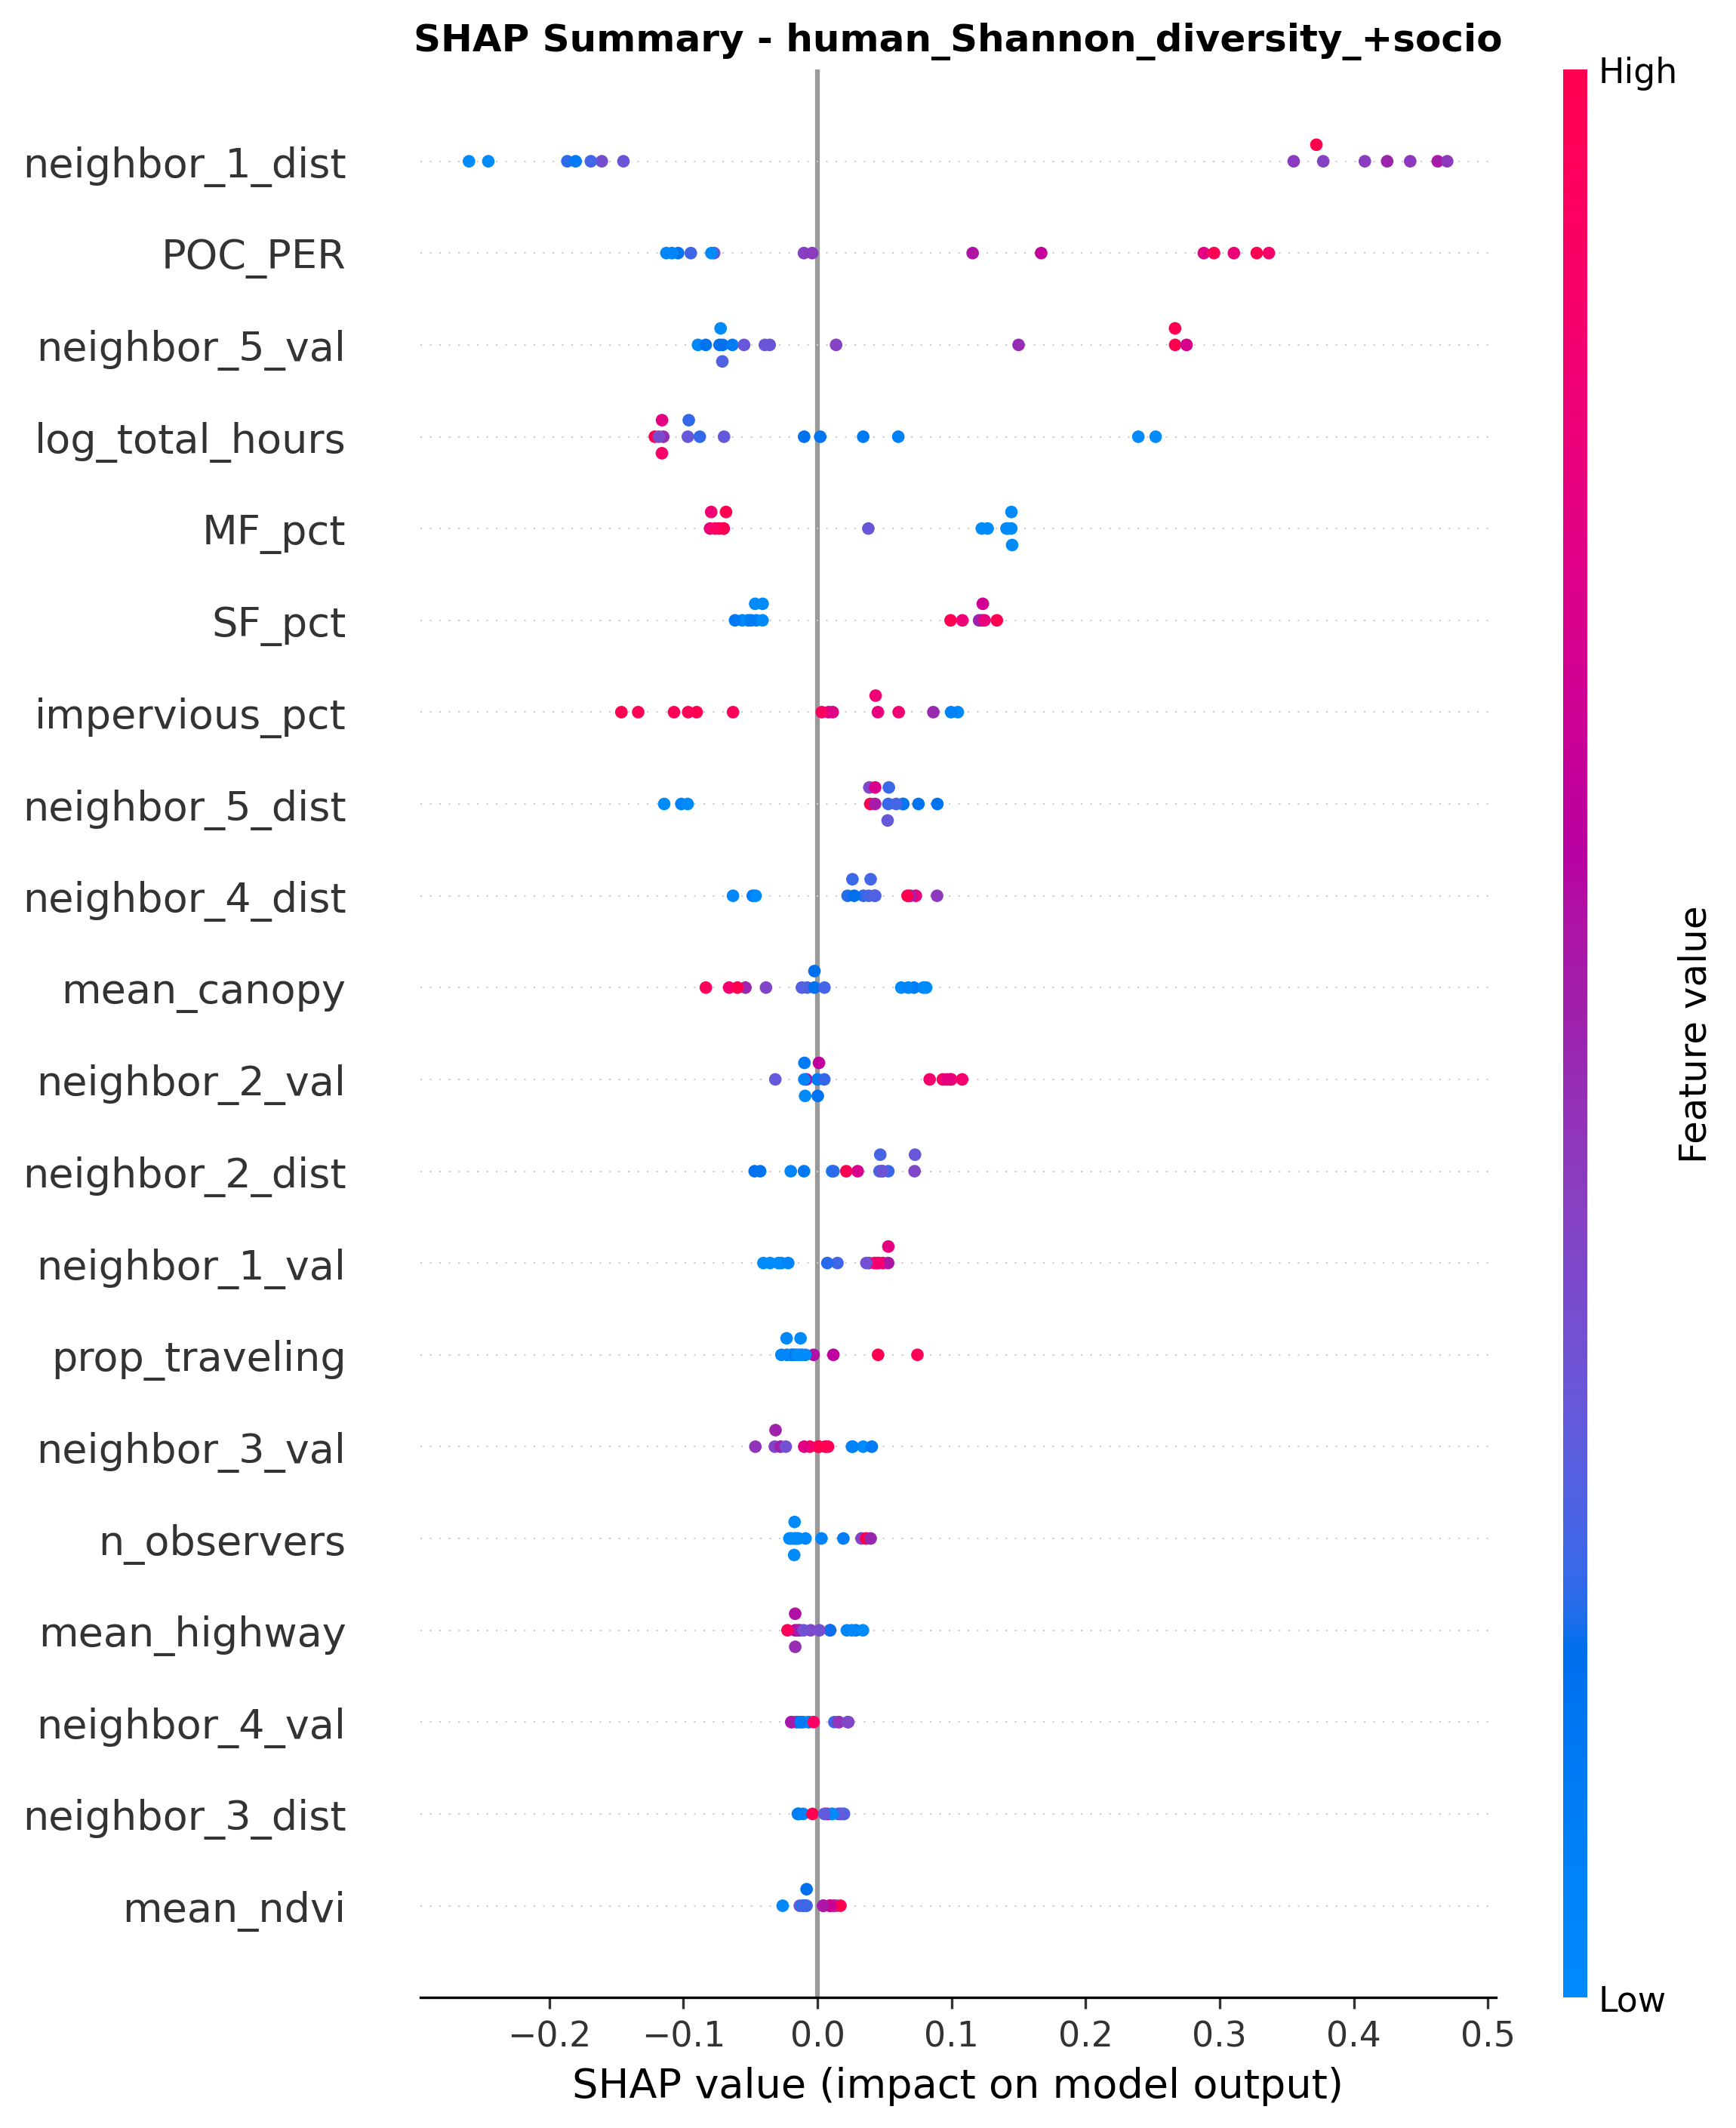 SHAP Summary - human_Shannon_diversity_+socio
High
neighbor_1_dist
POC_PER
neighbor_5_val
log_total_hours
MF_pct
SF_pct
impervious_pct
neighbor_5_dist
neighbor_4_dist
mean_canopy
neighbor_2_val
neighbor_2_dist
neighbor_1_val
prop_traveling
neighbor_3_val
n_observers
mean_highway
neighbor_4_val
neighbor_3_dist
mean_ndvi
Feature value
Low
−0.2 −0.1 0.0 0.1 0.2 0.3 0.4 0.5
SHAP value (impact on model output)